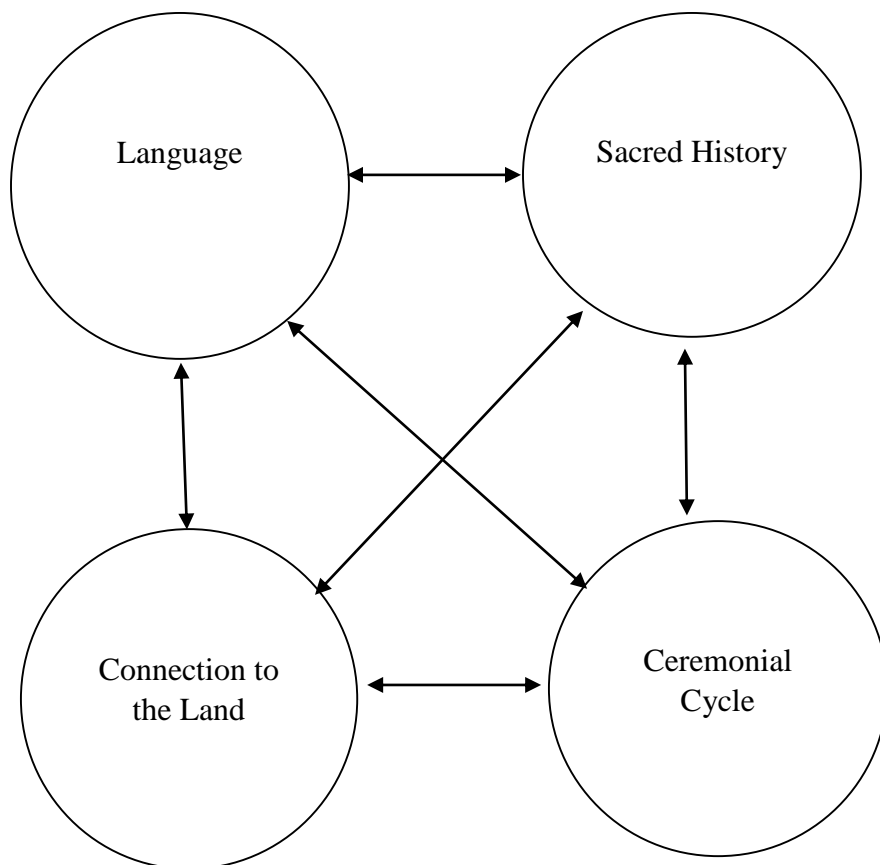 Language
Sacred History
Connection to
the Land
Ceremonial
Cycle